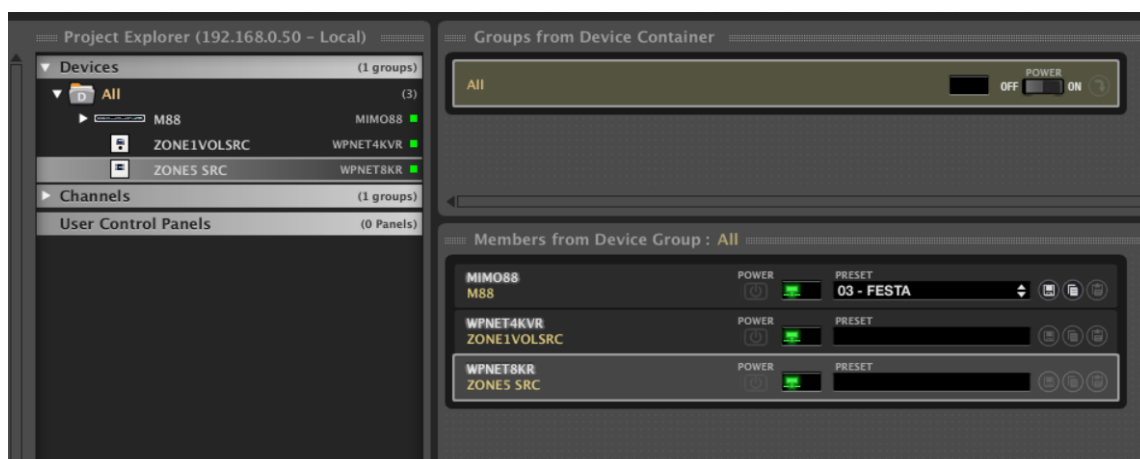 Project Explorer (192.168.0.50 – Local)
Devices (1 groups)
D All (3)
M88 MIMO88
ZONE1VOLSRC WPNET4KVR
ZONE5 SRC WPNET8KR
Channels (1 groups)
User Control Panels (0 Panels)
Groups from Device Container
All
POWER
OFF ON
Members from Device Group : All
MIMO88 POWER PRESET
M88 03 - FESTA
WPNET4KVR POWER PRESET
ZONE1VOLSRC
WPNET8KR POWER PRESET
ZONE5 SRC